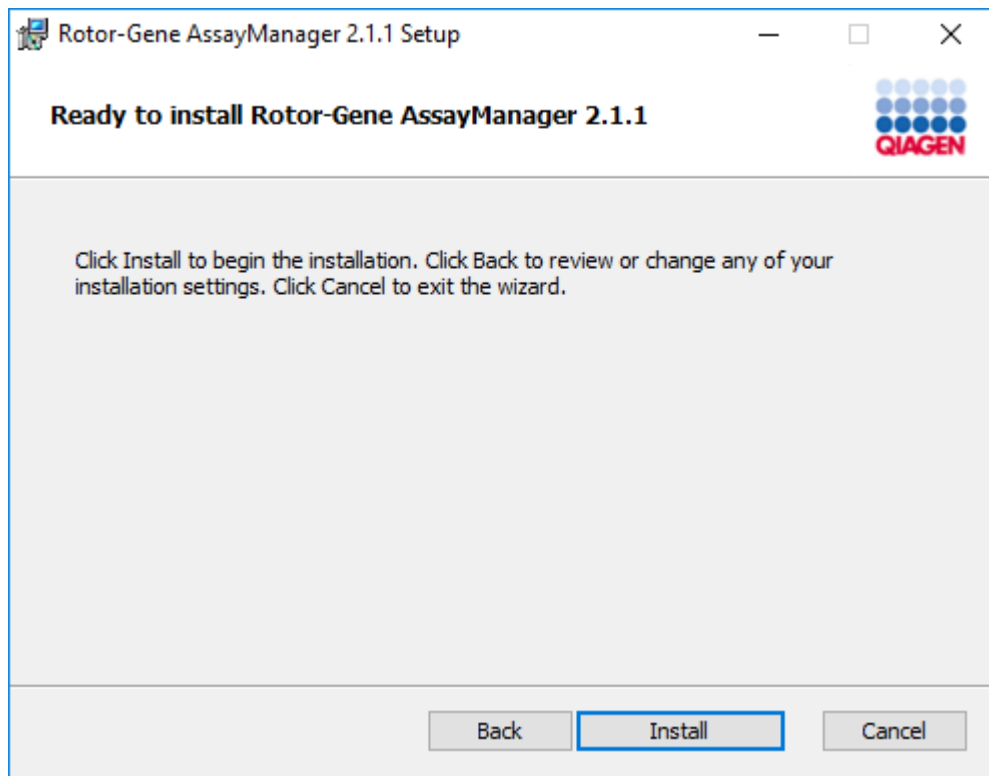 Rotor-Gene AssayManager 2.1.1 Setup
Ready to install Rotor-Gene AssayManager 2.1.1
QIAGEN
Click Install to begin the installation. Click Back to review or change any of your
installation settings. Click Cancel to exit the wizard.
Back
Install
Cancel